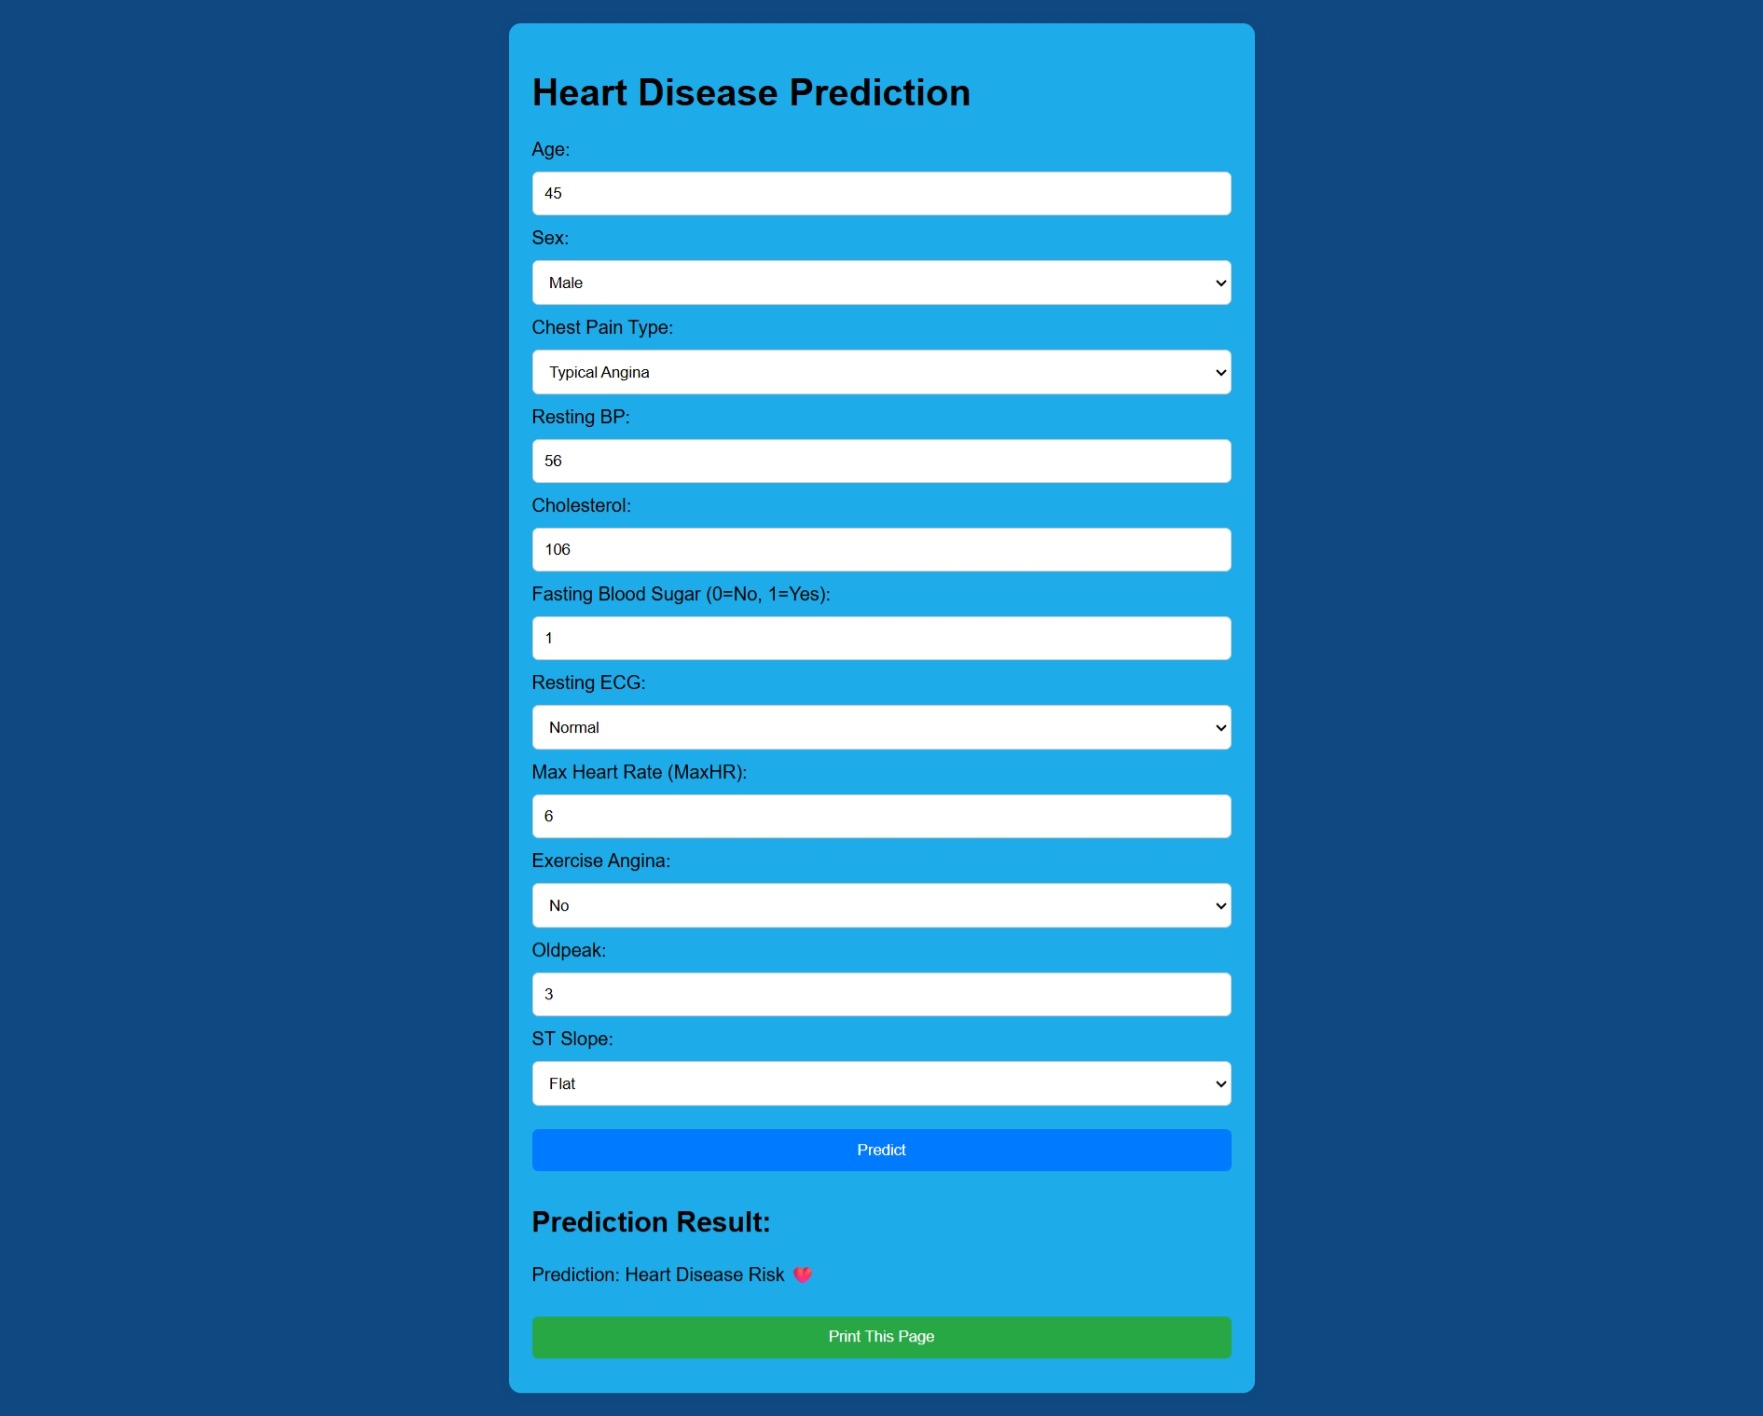 Heart Disease Prediction
Age:
45
Sex:
Male
Chest Pain Type:
Typical Angina
Resting BP:
56
Cholesterol:
106
Fasting Blood Sugar (0=No, 1=Yes):
1
Resting ECG:
Normal
Max Heart Rate (MaxHR):
6
Exercise Angina:
No
Oldpeak:
3
ST Slope:
Flat
Predict
Prediction Result:
Prediction: Heart Disease Risk 💔
Print This Page